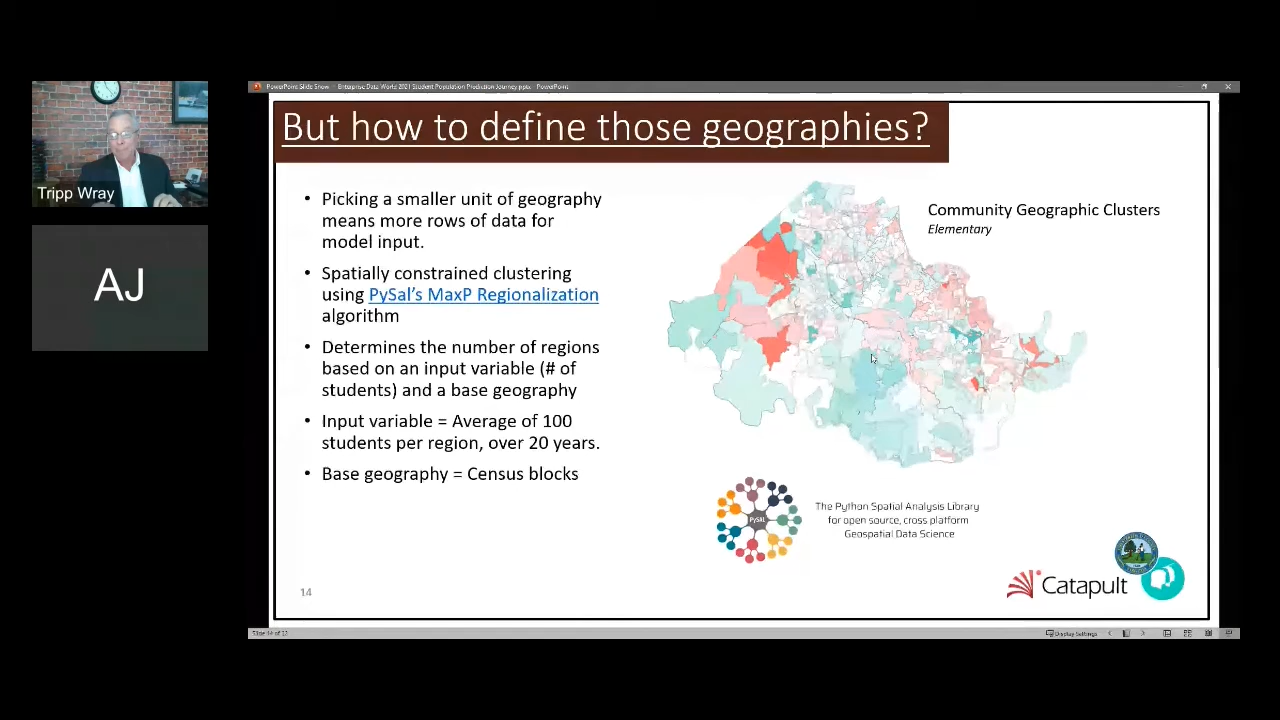 PowerPoint Slide Show - Enterprise Data World 2021 Student Population Prediction Journey.pptx - PowerPoint
Tripp Wray
AJ
But how to define those geographies?
• Picking a smaller unit of geography
means more rows of data for
model input.
• Spatially constrained clustering
using PySal's MaxP Regionalization
algorithm
• Determines the number of regions
based on an input variable (# of
students) and a base geography
• Input variable = Average of 100
students per region, over 20 years.
• Base geography = Census blocks
Community Geographic Clusters
Elementary
PySAL
The Python Spatial Analysis Library
for open source, cross platform
Geospatial Data Science
Catapult
14
Display Settings